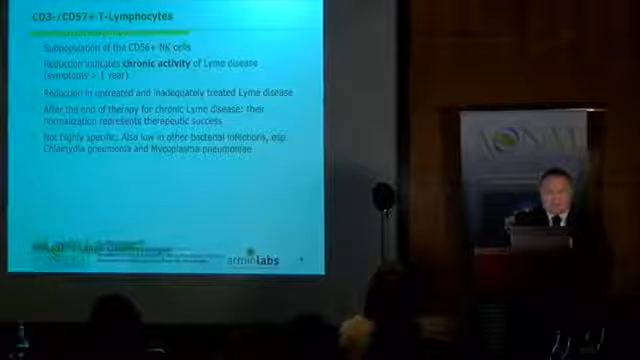 CD3-/CD57+ T-Lymphocytes
Subpopulation of the CD56+ NK cells
Reduction indicates chronic activity of Lyme disease
(symptoms > 1 year)
Reduction in untreated and inadequately treated Lyme disease
After the end of therapy for chronic Lyme disease: their
normalization represents therapeutic success
Not highly specific: Also low in other bacterial infections, esp.
Chlamydia pneumonia and Mycoplasma pneumoniae
arminlabs